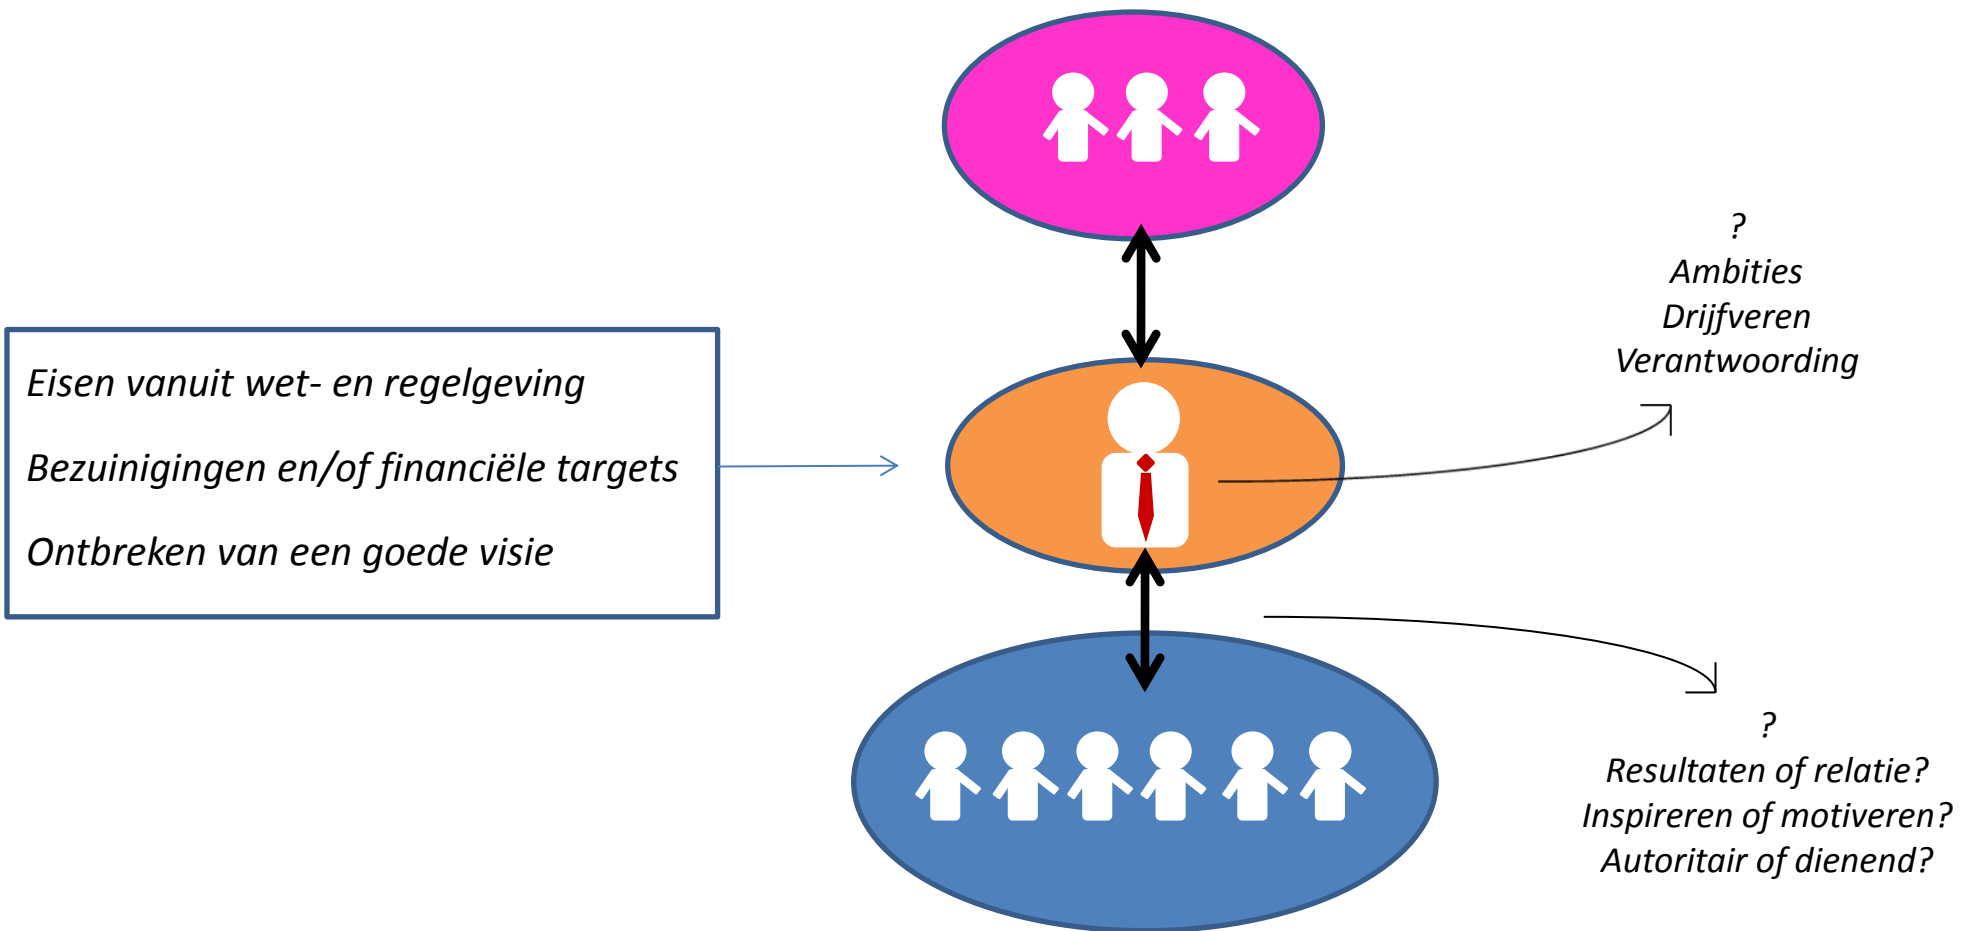 ?
Ambities
Drijfveren
Verantwoording
Eisen vanuit wet- en regelgeving
Bezuinigingen en/of financiële targets
Ontbreken van een goede visie
?
Resultaten of relatie?
Inspireren of motiveren?
Autoritair of dienend?